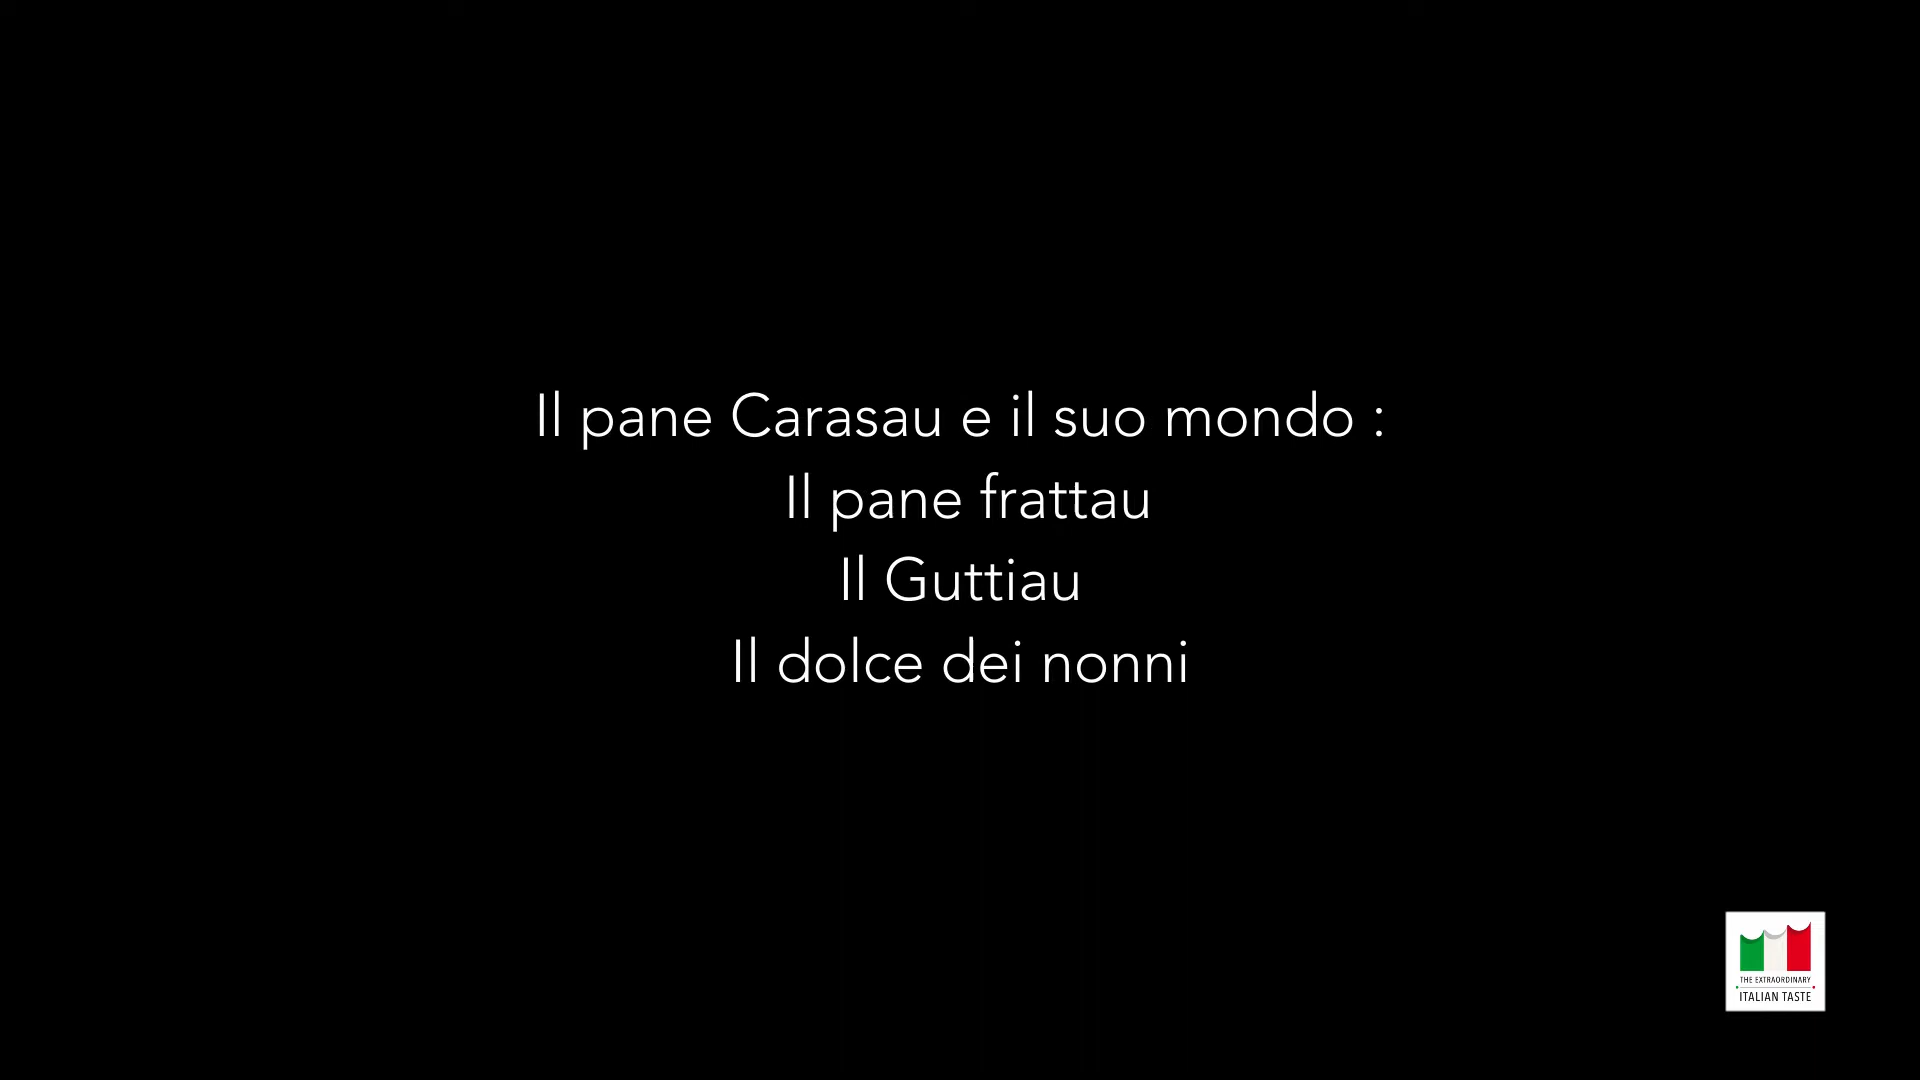 Il pane Carasau e il suo mondo :
Il pane frattau
Il Guttiau
Il dolce dei nonni
THE EXTRAORDINARY
ITALIAN TASTE